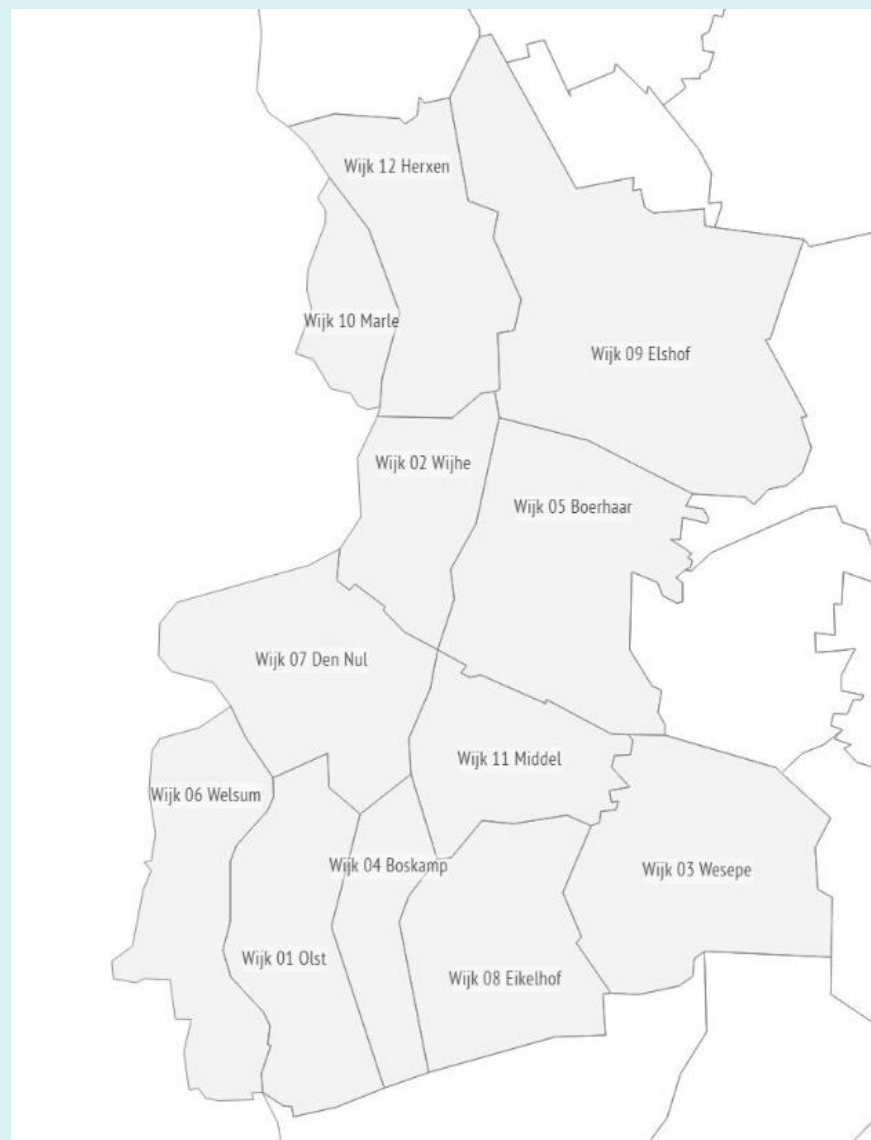 Wijk 12 Herxen
Wijk 10 Marle
Wijk 09 Elshof
Wijk 02 Wijhe
Wijk 05 Boerhaar
Wijk 07 Den Nul
Wijk 11 Middel
Wijk 06 Welsum
Wijk 04 Boskamp
Wijk 03 Wesepe
Wijk 01 Olst
Wijk 08 Eikelhof